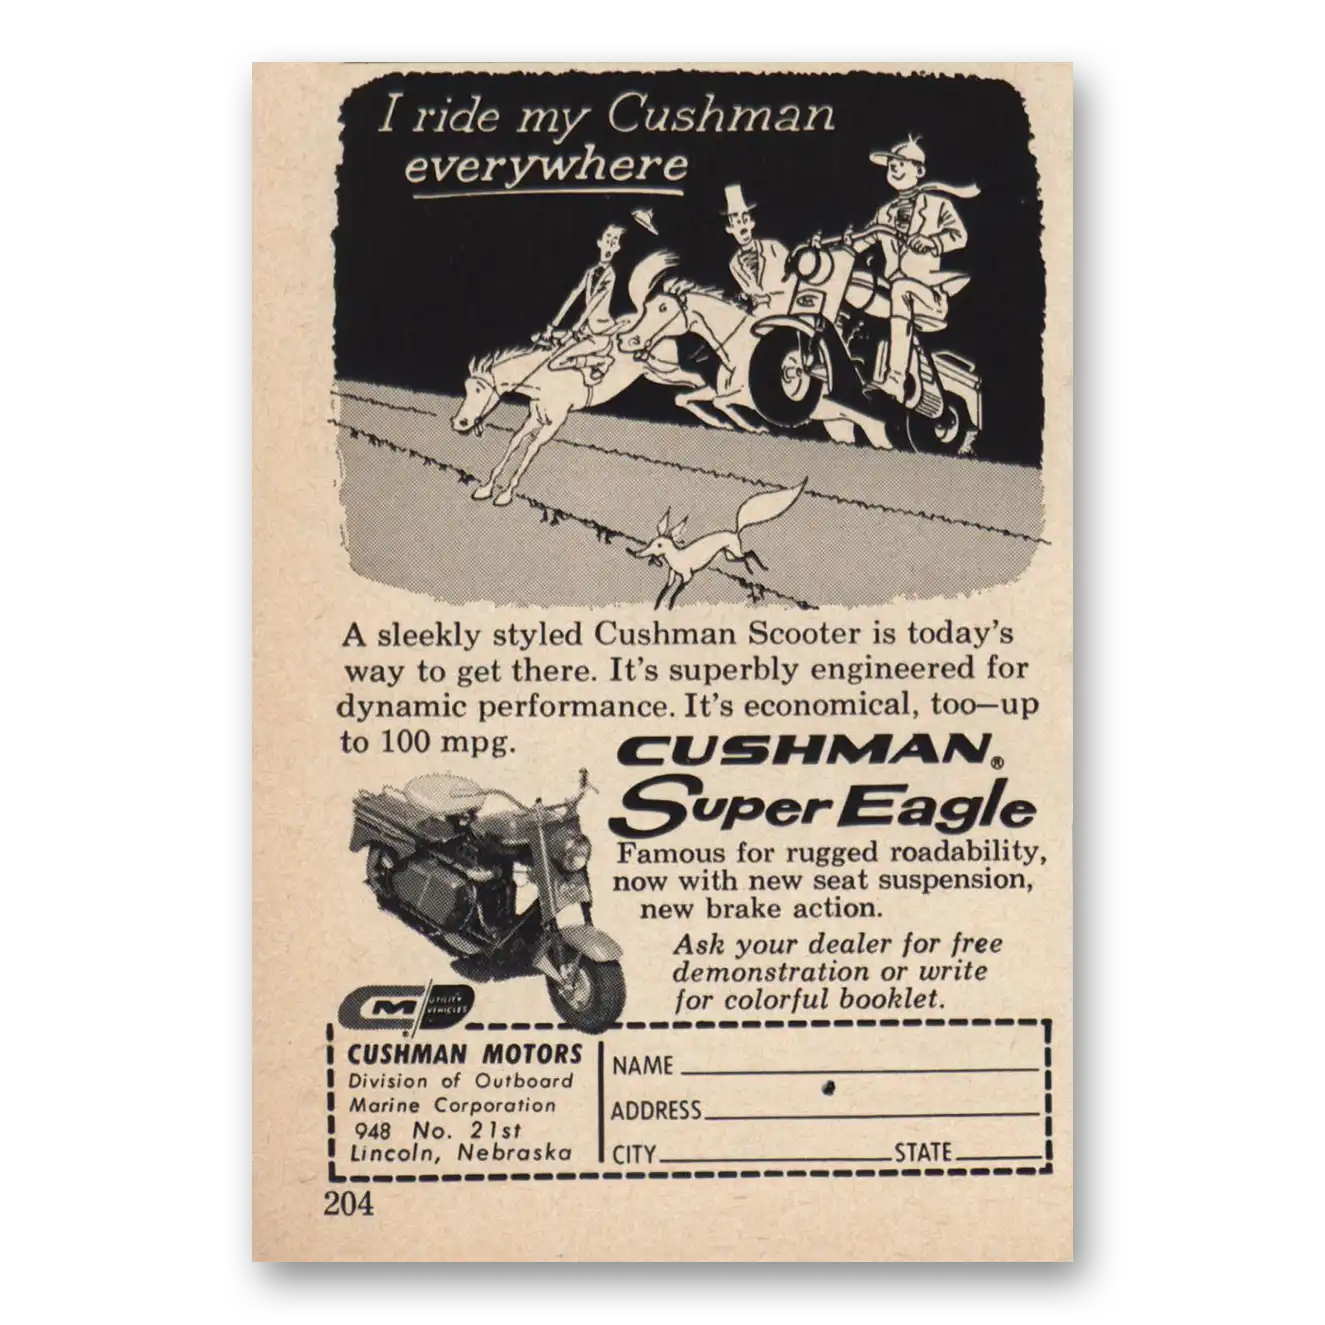 I ride my Cushman
everywhere
A sleekly styled Cushman Scooter is today's
way to get there. It's superbly engineered for
dynamic performance. It's economical, too—up
to 100 mpg.
CUSHMAN®
Super Eagle
Famous for rugged roadability,
now with new seat suspension,
new brake action.
Ask your dealer for free
demonstration or write
for colorful booklet.
CM UTILITY
VEHICLES
CUSHMAN MOTORS
Division of Outboard
Marine Corporation
948 No. 21st
Lincoln, Nebraska
NAME
ADDRESS
CITY STATE
204